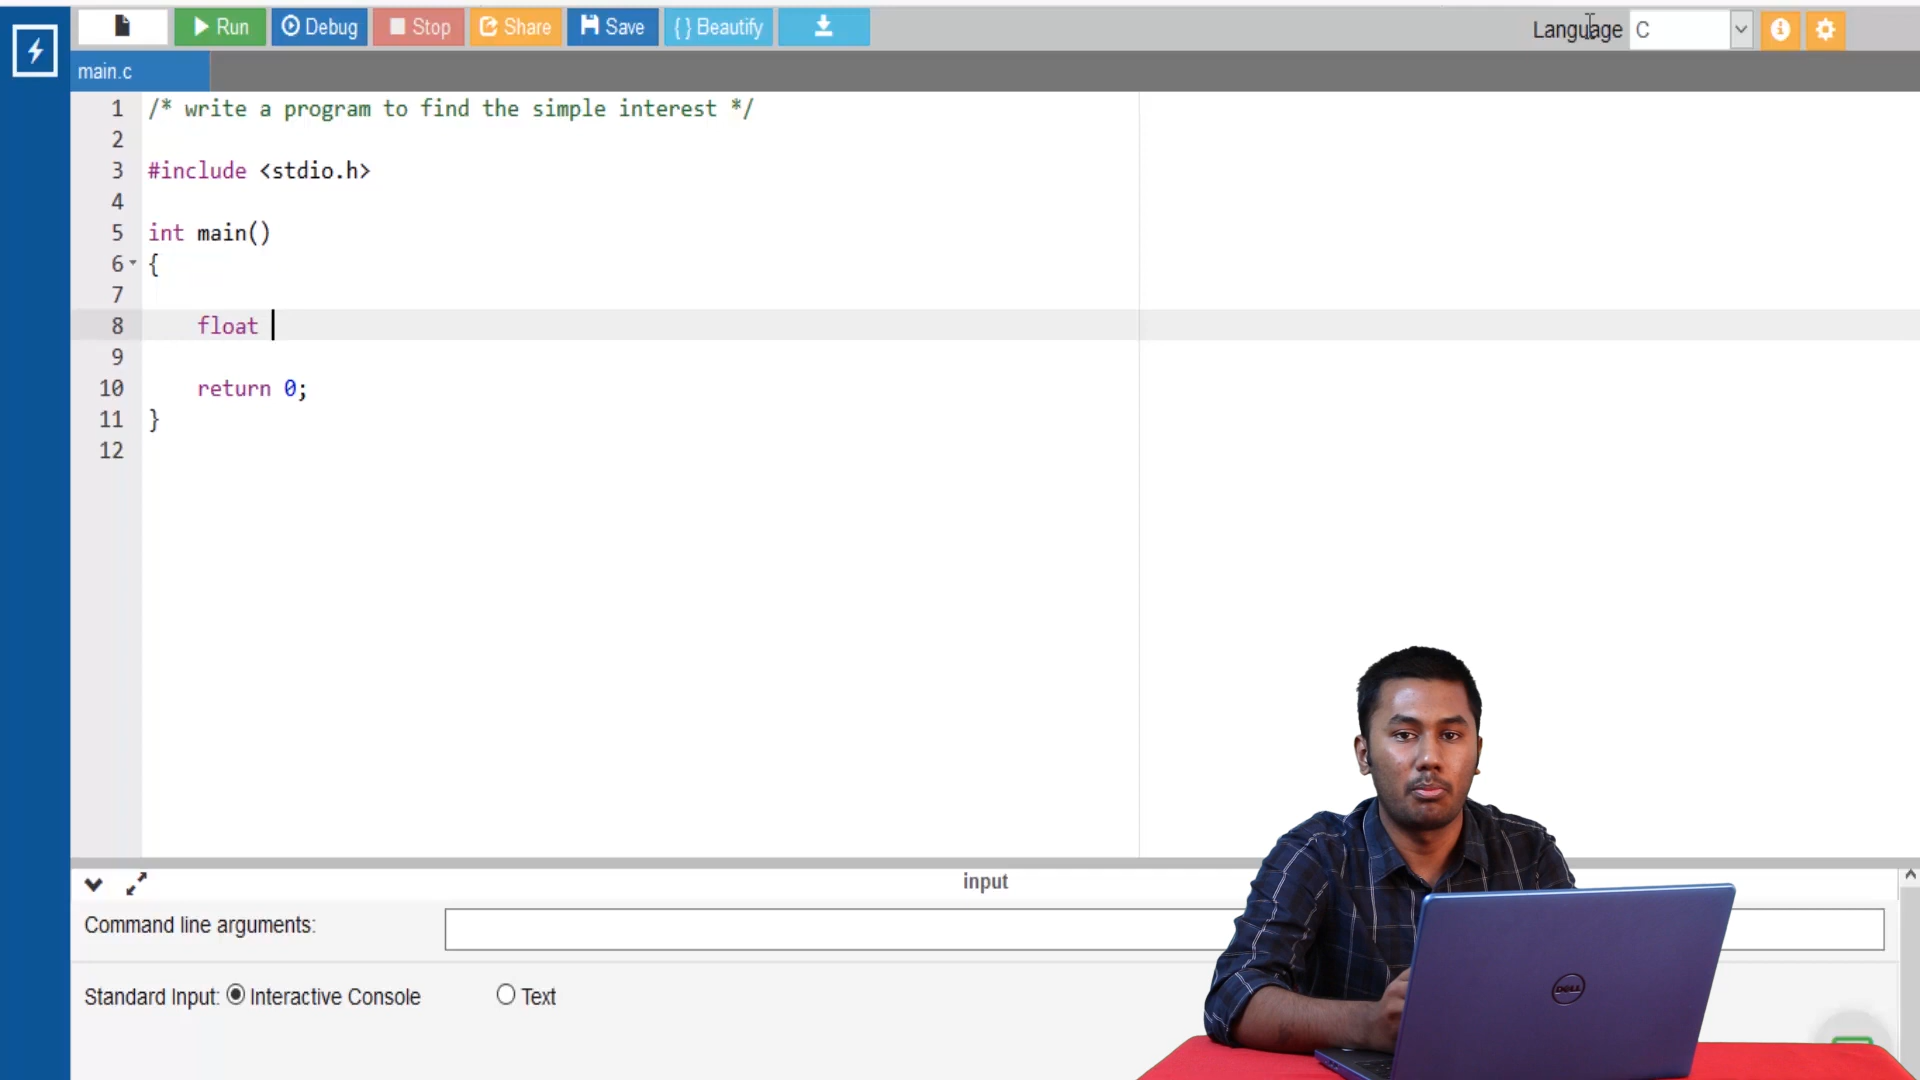 Run Debug Stop Share Save { } Beautify Language C
main.c
1 /* write a program to find the simple interest */
2
3 #include <stdio.h>
4
5 int main()
6 {
7
8 float
9
10 return 0;
11 }
12
input
Command line arguments:
Standard Input: Interactive Console Text
DELL